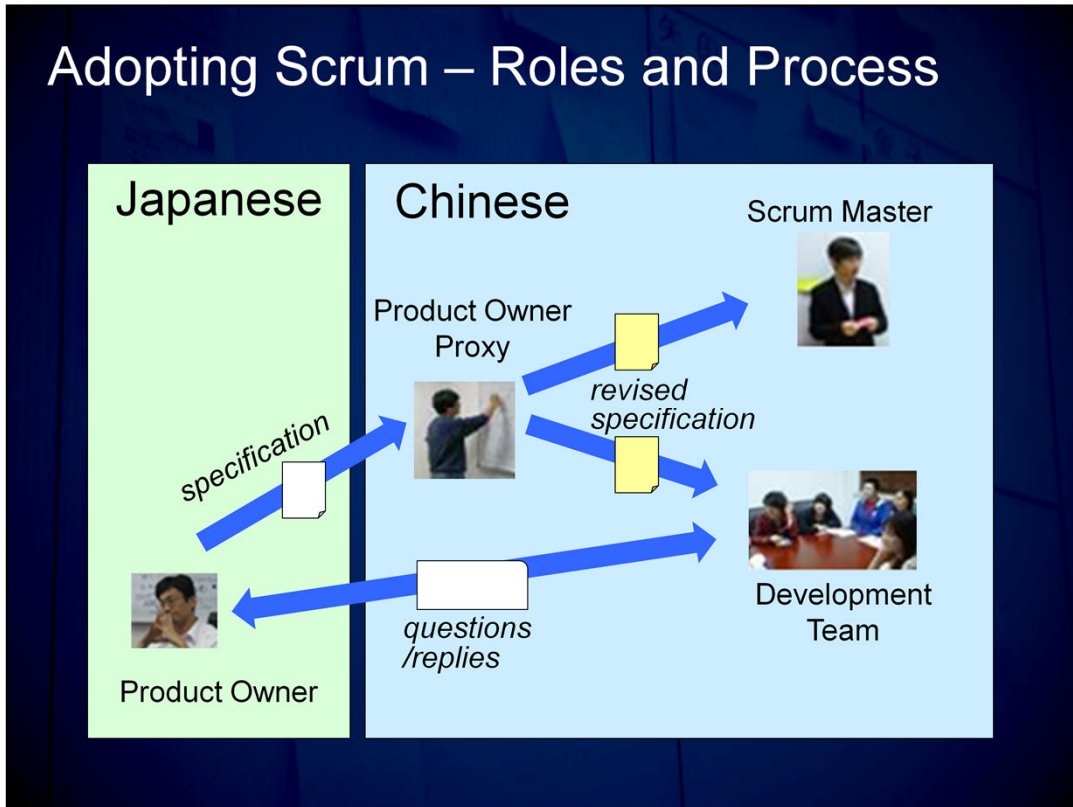 Adopting Scrum – Roles and Process
Japanese
Chinese
Scrum Master
Product Owner
Proxy
revised
specification
specification
questions
/replies
Development
Team
Product Owner